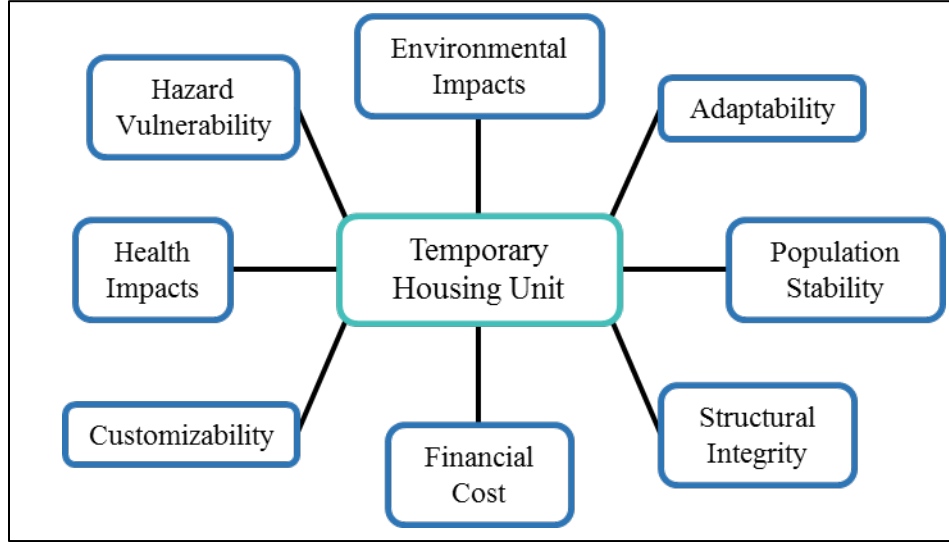 Environmental
Impacts
Hazard
Vulnerability
Adaptability
Health
Impacts
Temporary
Housing Unit
Population
Stability
Customizability
Financial
Cost
Structural
Integrity